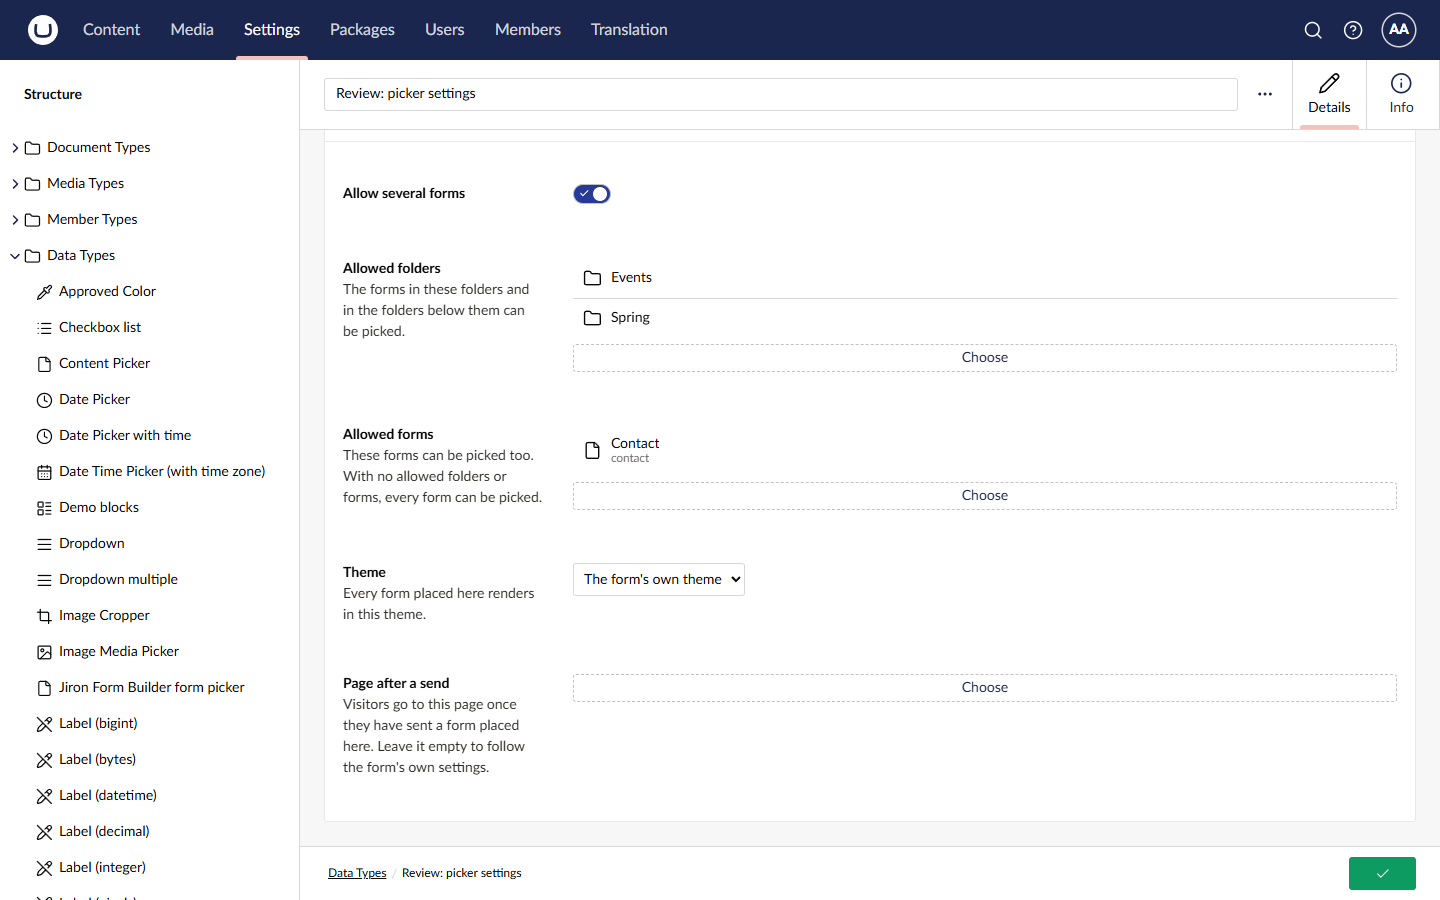 Content
Media
Settings
Packages
Users
Members
Translation
AA
Structure
Document Types
Media Types
Member Types
Data Types
Approved Color
Checkbox list
Content Picker
Date Picker
Date Picker with time
Date Time Picker (with time zone)
Demo blocks
Dropdown
Dropdown multiple
Image Cropper
Image Media Picker
Jiron Form Builder form picker
Label (bigint)
Label (bytes)
Label (datetime)
Label (decimal)
Label (integer)
Review: picker settings
Details
Info
Allow several forms
Allowed folders
The forms in these folders and
in the folders below them can
be picked.
Events
Spring
Choose
Allowed forms
These forms can be picked too.
With no allowed folders or
forms, every form can be picked.
Contact
contact
Choose
Theme
Every form placed here renders
in this theme.
The form's own theme
Page after a send
Visitors go to this page once
they have sent a form placed
here. Leave it empty to follow
the form's own settings.
Choose
Data Types / Review: picker settings